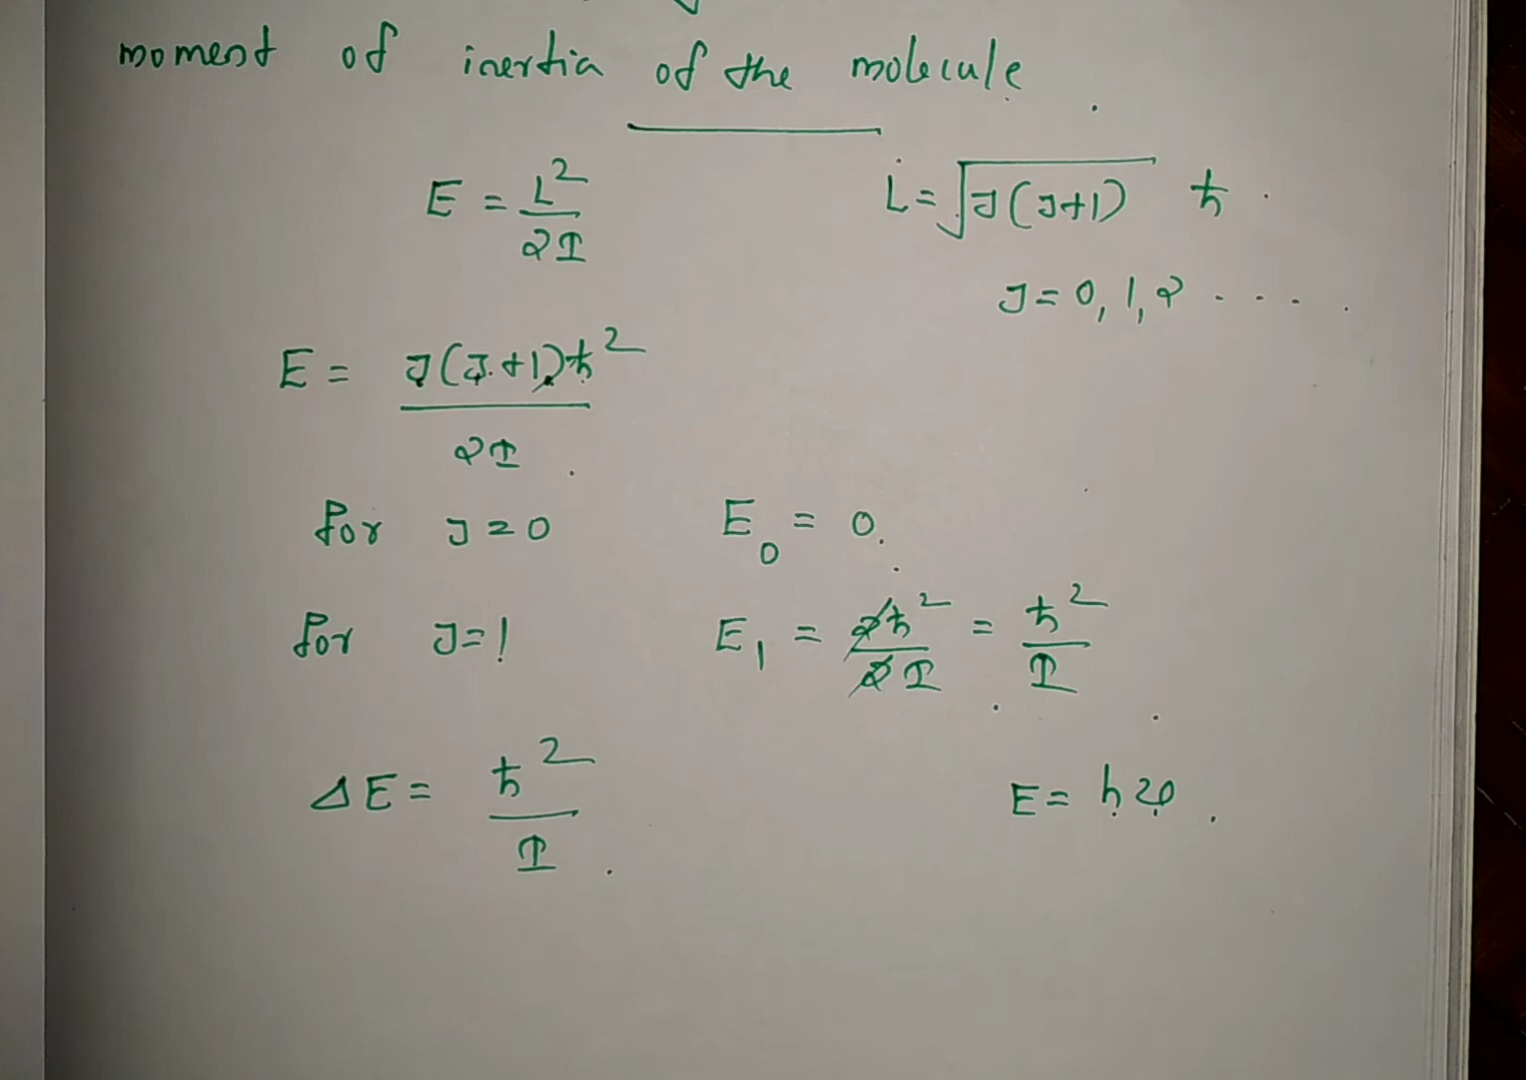 moment of inertia of the molecule
E = L²/2I L = √J(J+1) ħ
J = 0, 1, 2 ....
E = J(J+1)ħ²/2I
for J = 0 E₀ = 0.
for J = 1 E₁ = 2ħ²/2I = ħ²/I
ΔE = ħ²/I E = hν